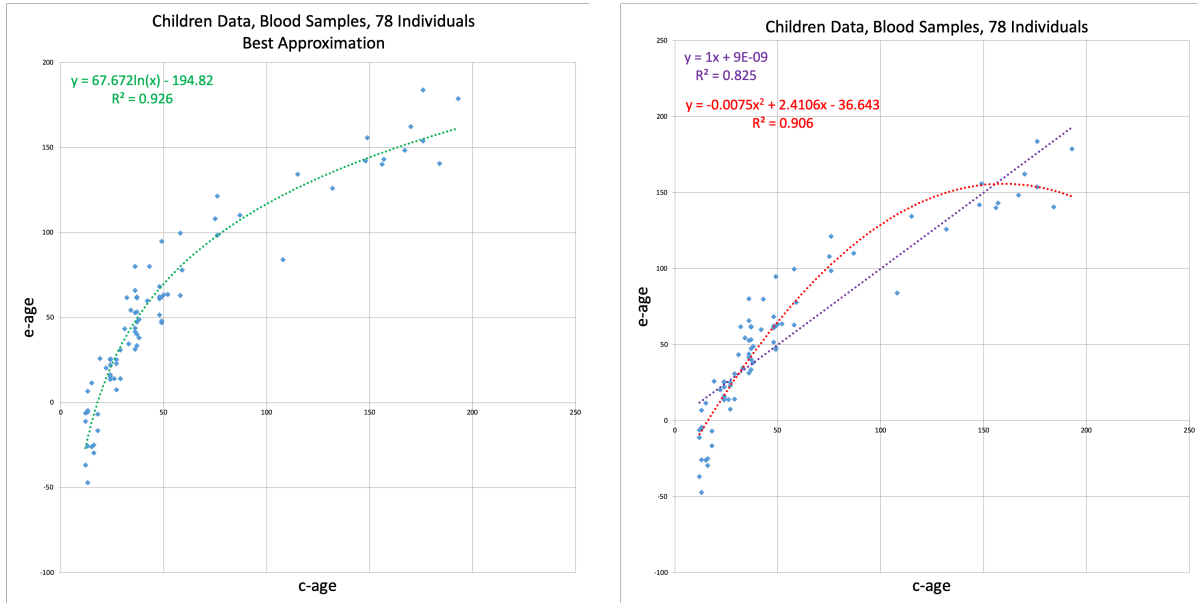 Children Data, Blood Samples, 78 Individuals
Best Approximation
y = 67.672ln(x) - 194.82
R² = 0.926
200
150
100
50
0
-50
-100
0
50
100
150
200
250
e-age
c-age
Children Data, Blood Samples, 78 Individuals
y = 1x + 9E-09
R² = 0.825
y = -0.0075x² + 2.4106x - 36.643
R² = 0.906
250
200
150
100
50
0
-50
-100
0
50
100
150
200
250
e-age
c-age